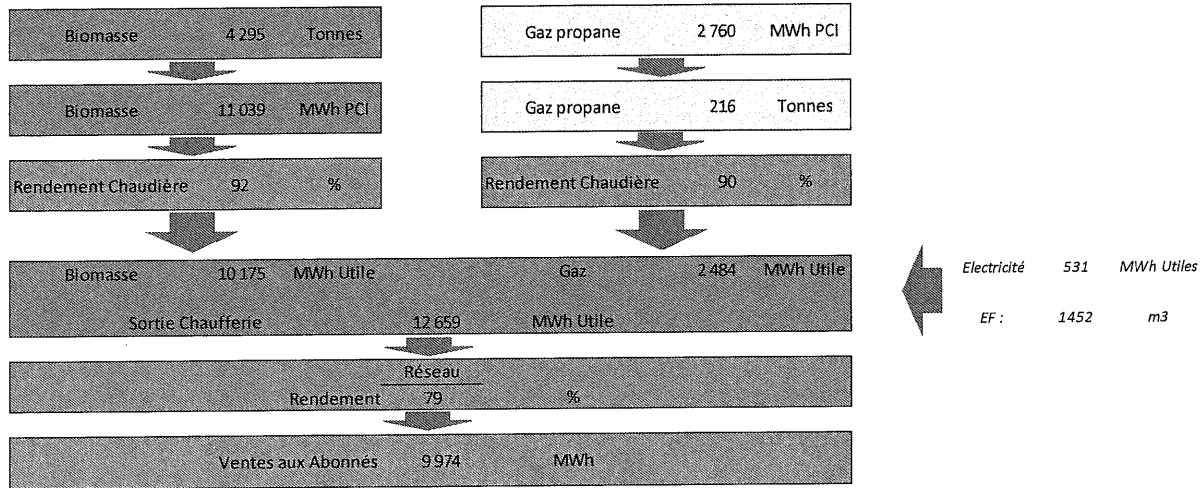 Biomasse 4 295 Tonnes
Gaz propane 2 760 MWh PCI
Biomasse 11 039 MWh PCI
Gaz propane 216 Tonnes
Rendement Chaudière 92 %
Rendement Chaudière 90 %
Biomasse 10 175 MWh Utile Gaz 2 484 MWh Utile
Sortie Chaufferie 12 659 MWh Utile
Electricité 531 MWh Utiles
EF : 1452 m3
Réseau
Rendement 79 %
Ventes aux Abonnés 9 974 MWh